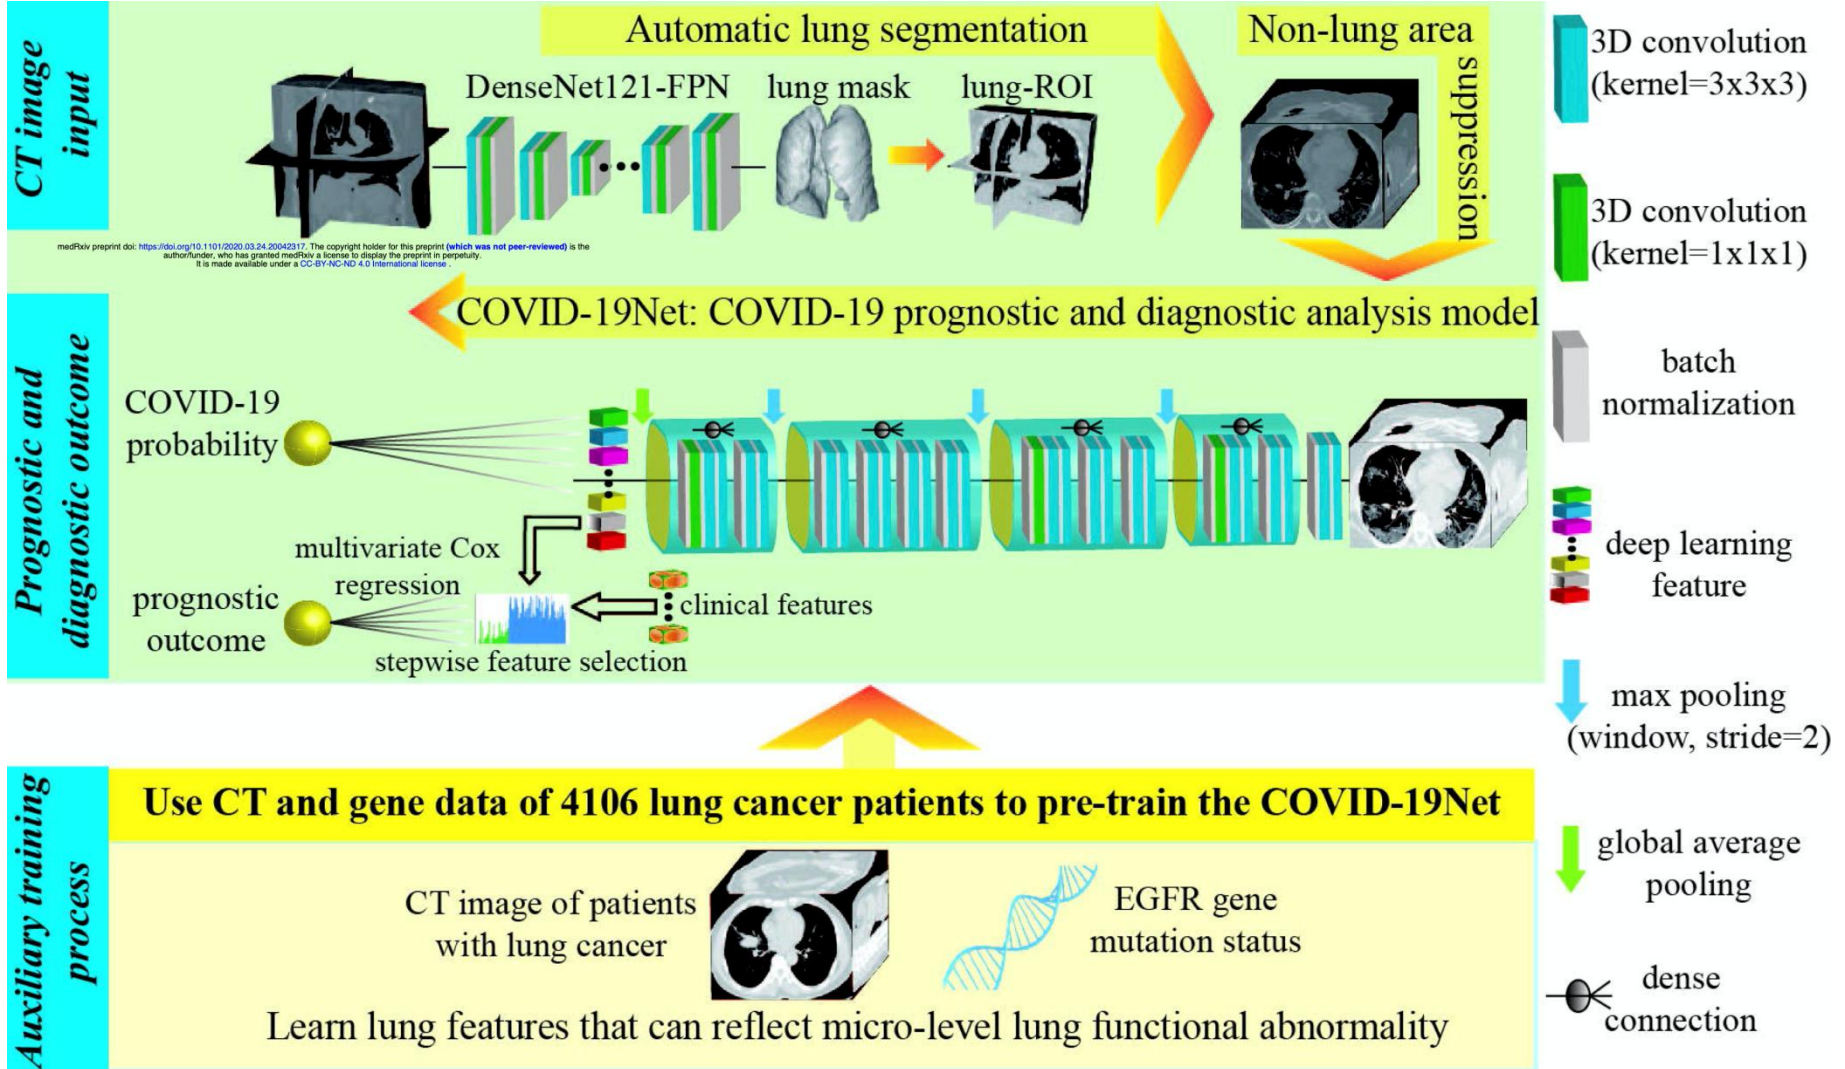 CT image
input
Automatic lung segmentation
Non-lung area
suppression
DenseNet121-FPN
lung mask
lung-ROI
medRxiv preprint doi: https://doi.org/10.1101/2020.03.24.20042317. The copyright holder for this preprint (which was not peer-reviewed) is the
author/funder, who has granted medRxiv a license to display the preprint in perpetuity.
It is made available under a CC-BY-NC-ND 4.0 International license .
Prognostic and
diagnostic outcome
COVID-19Net: COVID-19 prognostic and diagnostic analysis model
COVID-19
probability
multivariate Cox
regression
prognostic
outcome
clinical features
stepwise feature selection
Auxiliary training
process
Use CT and gene data of 4106 lung cancer patients to pre-train the COVID-19Net
CT image of patients
with lung cancer
EGFR gene
mutation status
Learn lung features that can reflect micro-level lung functional abnormality
3D convolution
(kernel=3x3x3)
3D convolution
(kernel=1x1x1)
batch
normalization
deep learning
feature
max pooling
(window, stride=2)
global average
pooling
dense
connection